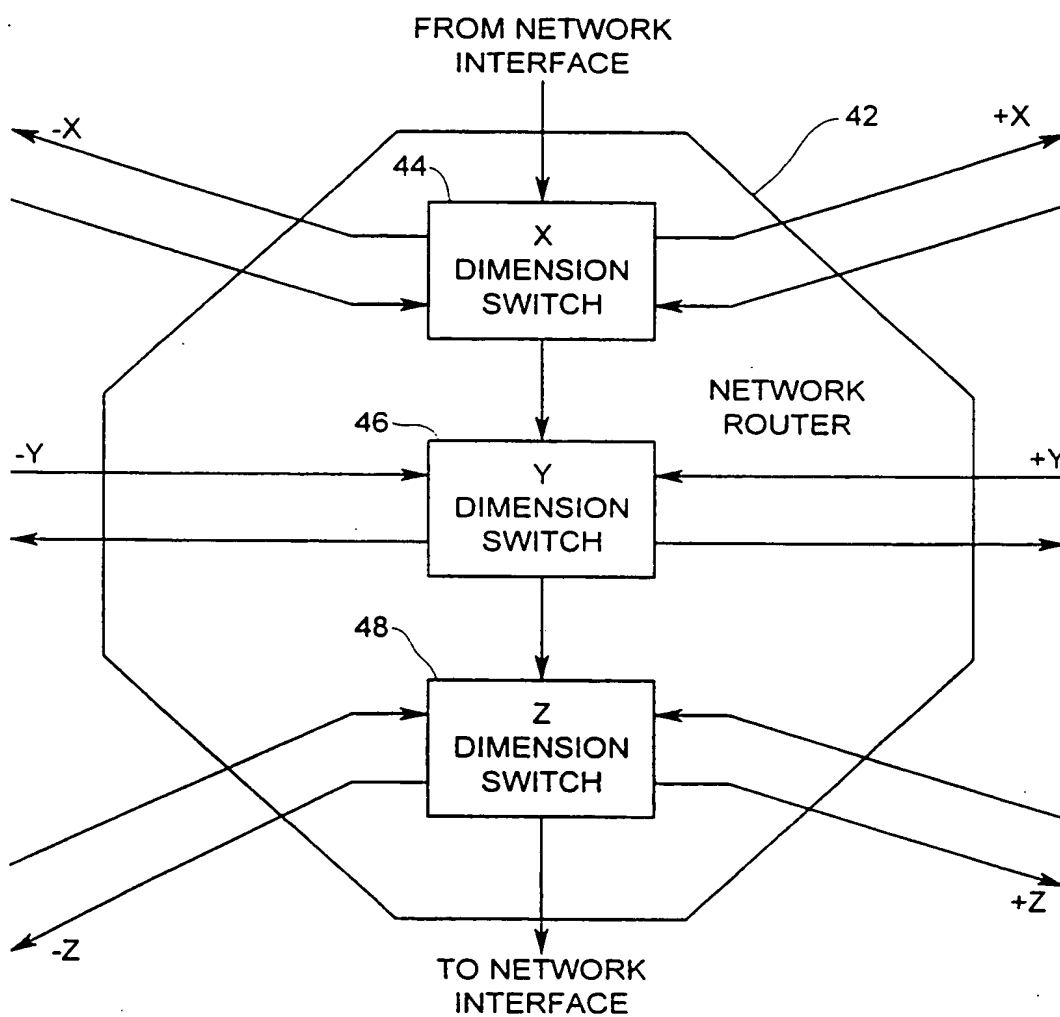 FROM NETWORK
INTERFACE
-X
42
+X
44
X
DIMENSION
SWITCH
NETWORK
ROUTER
46
-Y
+Y
Y
DIMENSION
SWITCH
48
Z
DIMENSION
SWITCH
-Z
+Z
TO NETWORK
INTERFACE